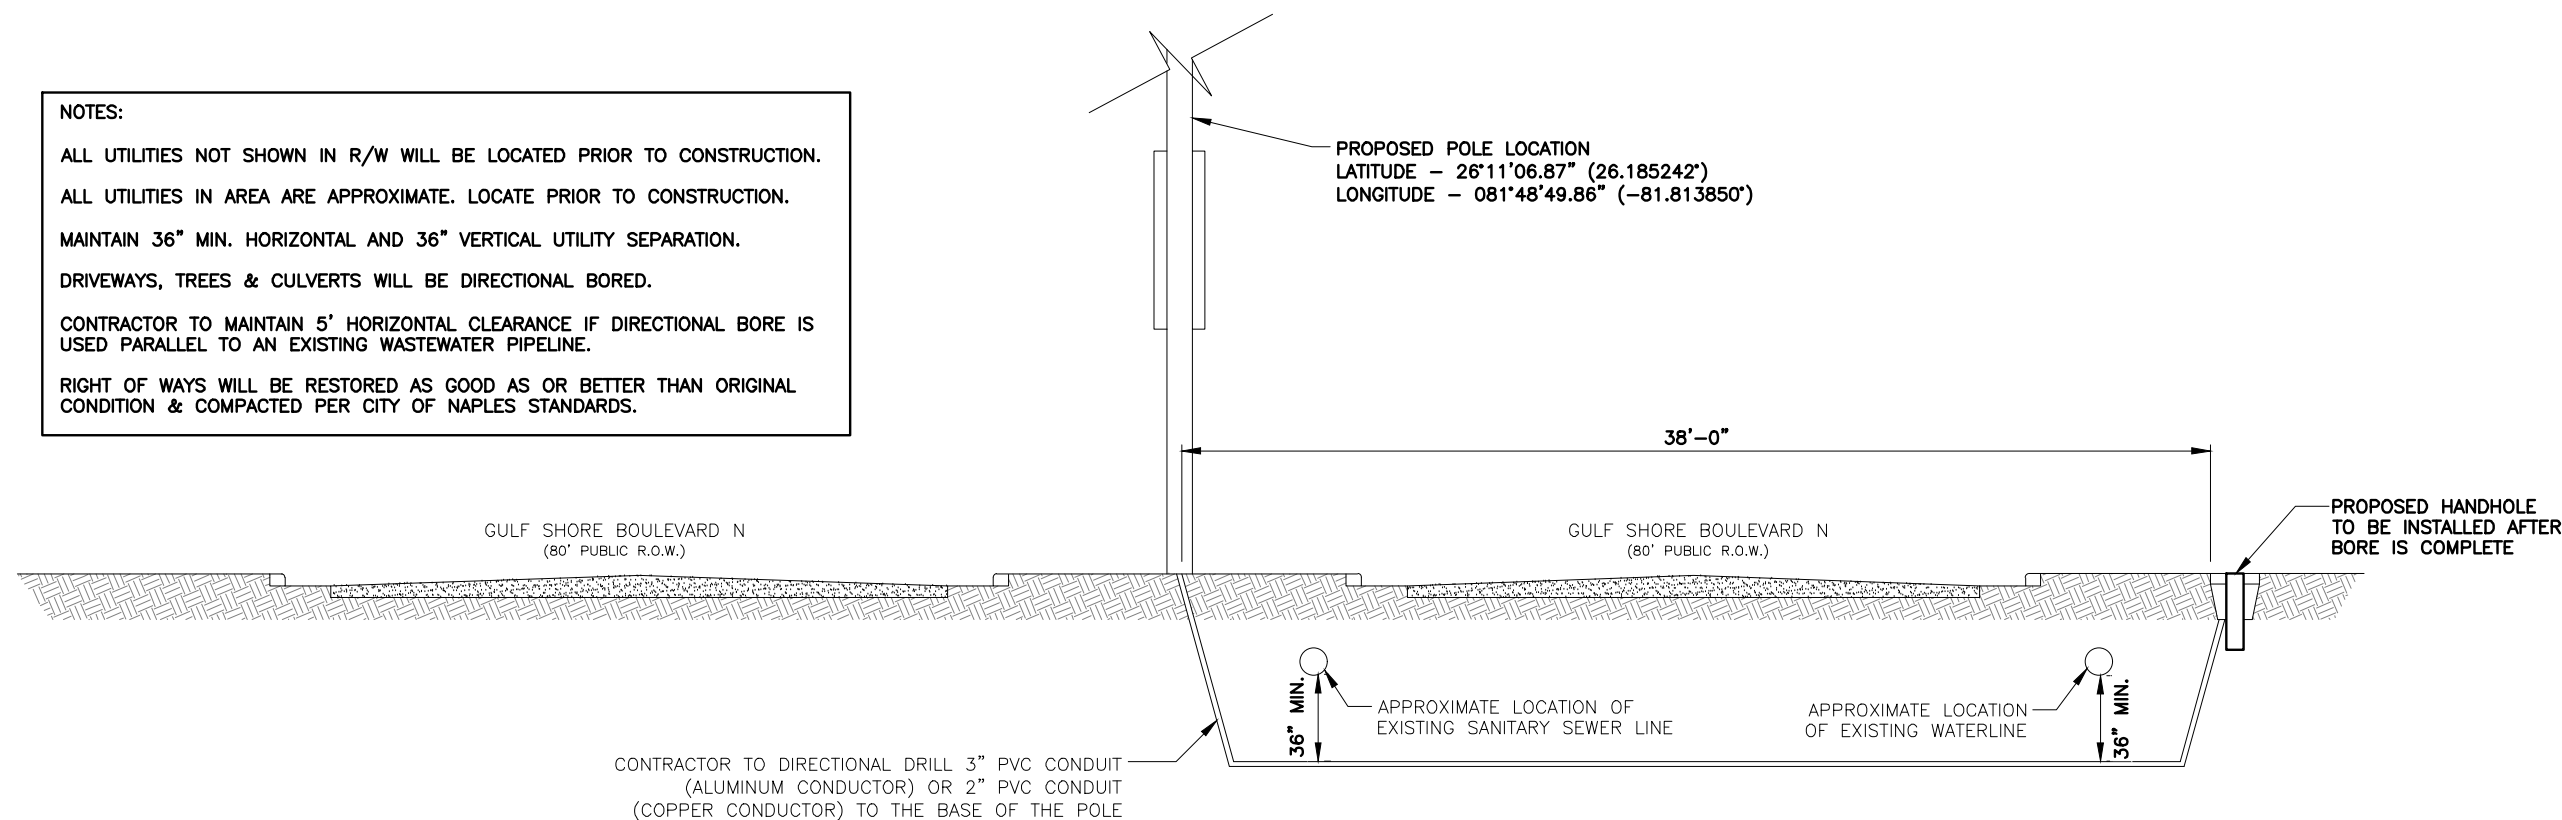 NOTES:
ALL UTILITIES NOT SHOWN IN R/W WILL BE LOCATED PRIOR TO CONSTRUCTION.
ALL UTILITIES IN AREA ARE APPROXIMATE. LOCATE PRIOR TO CONSTRUCTION.
MAINTAIN 36" MIN. HORIZONTAL AND 36" VERTICAL UTILITY SEPARATION.
DRIVEWAYS, TREES & CULVERTS WILL BE DIRECTIONAL BORED.
CONTRACTOR TO MAINTAIN 5' HORIZONTAL CLEARANCE IF DIRECTIONAL BORE IS
USED PARALLEL TO AN EXISTING WASTEWATER PIPELINE.
RIGHT OF WAYS WILL BE RESTORED AS GOOD AS OR BETTER THAN ORIGINAL
CONDITION & COMPACTED PER CITY OF NAPLES STANDARDS.
PROPOSED POLE LOCATION
LATITUDE – 26°11'06.87" (26.185242°)
LONGITUDE – 081°48'49.86" (-81.813850°)
38'-0"
GULF SHORE BOULEVARD N
(80' PUBLIC R.O.W.)
GULF SHORE BOULEVARD N
(80' PUBLIC R.O.W.)
PROPOSED HANDHOLE
TO BE INSTALLED AFTER
BORE IS COMPLETE
36" MIN.
APPROXIMATE LOCATION OF
EXISTING SANITARY SEWER LINE
APPROXIMATE LOCATION
OF EXISTING WATERLINE
36" MIN.
CONTRACTOR TO DIRECTIONAL DRILL 3" PVC CONDUIT
(ALUMINUM CONDUCTOR) OR 2" PVC CONDUIT
(COPPER CONDUCTOR) TO THE BASE OF THE POLE